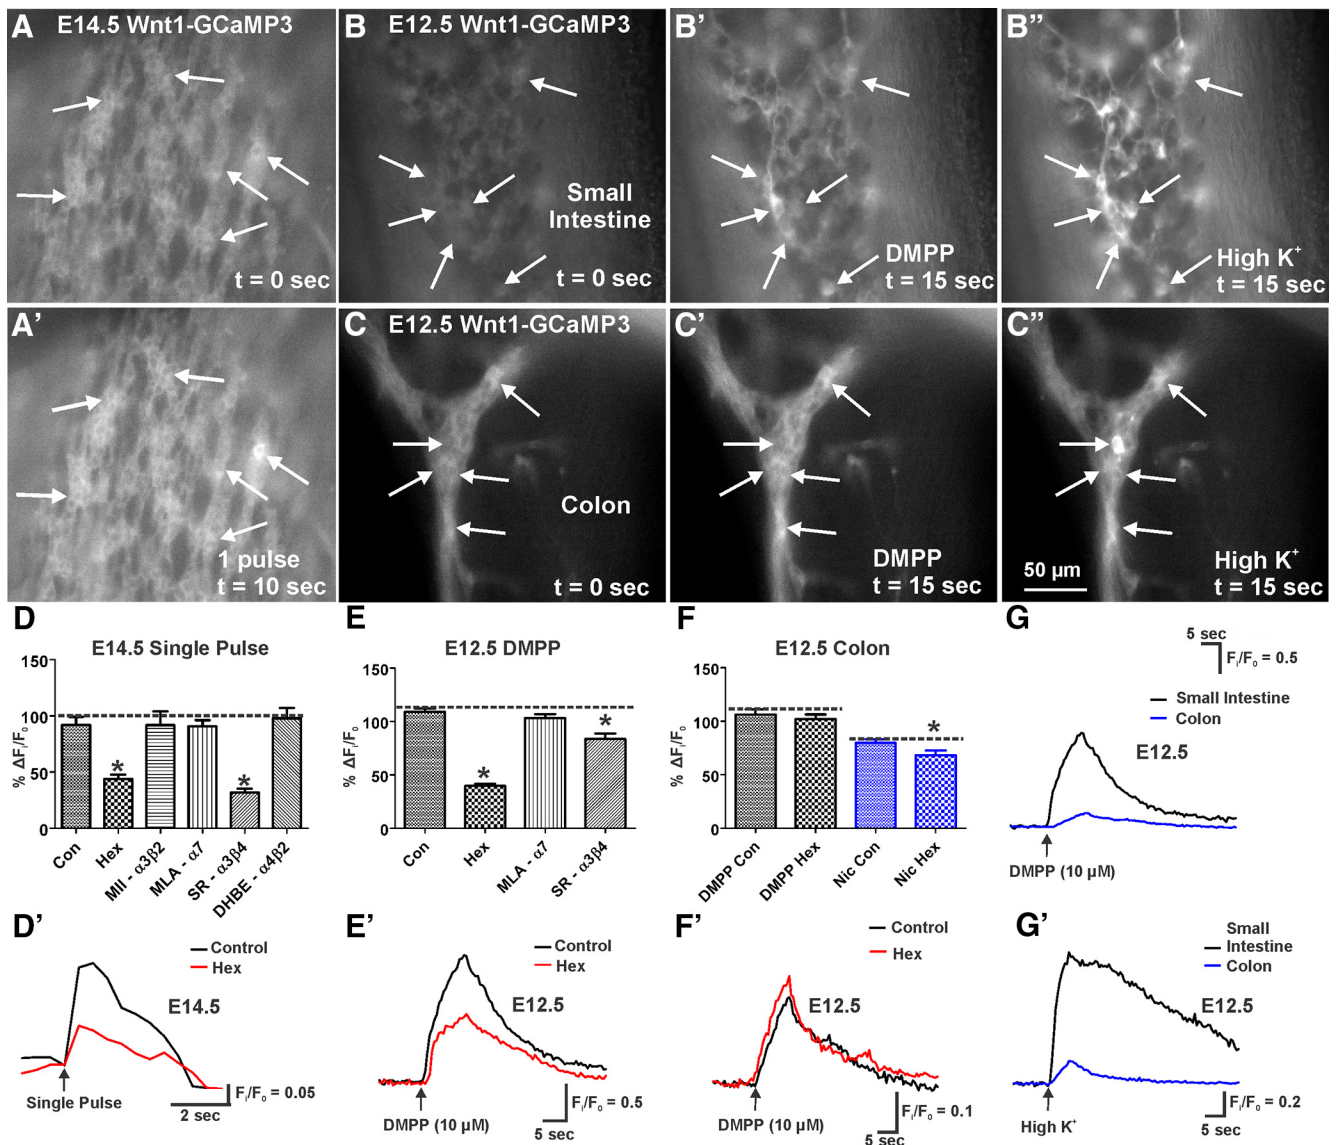 A E14.5 Wnt1-GCaMP3
t = 0 sec
B E12.5 Wnt1-GCaMP3
Small
Intestine
t = 0 sec
B'
DMPP
t = 15 sec
B"
High K⁺
t = 15 sec
A'
1 pulse
t = 10 sec
C E12.5 Wnt1-GCaMP3
Colon
t = 0 sec
C'
DMPP
t = 15 sec
C"
50 µm
High K⁺
t = 15 sec
D
E14.5 Single Pulse
% ΔFᵢ/F₀
150
100
50
0
Con
Hex
MII - α3β2
MLA - α7
SR - α3β4
DHBE - α4β2
*
*
E
E12.5 DMPP
% ΔFᵢ/F₀
150
100
50
0
Con
Hex
MLA - α7
SR - α3β4
*
*
F
E12.5 Colon
% ΔFᵢ/F₀
150
100
50
0
DMPP Con
DMPP Hex
Nic Con
Nic Hex
*
G
5 sec
Fᵢ/F₀ = 0.5
Small Intestine
Colon
E12.5
DMPP (10 µM)
D'
Control
Hex
E14.5
Single Pulse
Fᵢ/F₀ = 0.05
2 sec
E'
Control
Hex
E12.5
DMPP (10 µM)
Fᵢ/F₀ = 0.5
5 sec
F'
Control
Hex
E12.5
DMPP (10 µM)
Fᵢ/F₀ = 0.1
5 sec
G'
Small
Intestine
Colon
E12.5
High K⁺
Fᵢ/F₀ = 0.2
5 sec